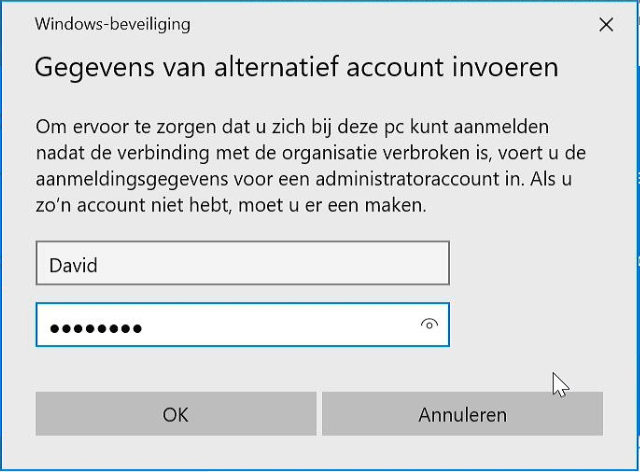 Windows-beveiliging
Gegevens van alternatief account invoeren
Om ervoor te zorgen dat u zich bij deze pc kunt aanmelden
nadat de verbinding met de organisatie verbroken is, voert u de
aanmeldingsgegevens voor een administratoraccount in. Als u
zo'n account niet hebt, moet u er een maken.
David
●●●●●●●●
OK
Annuleren